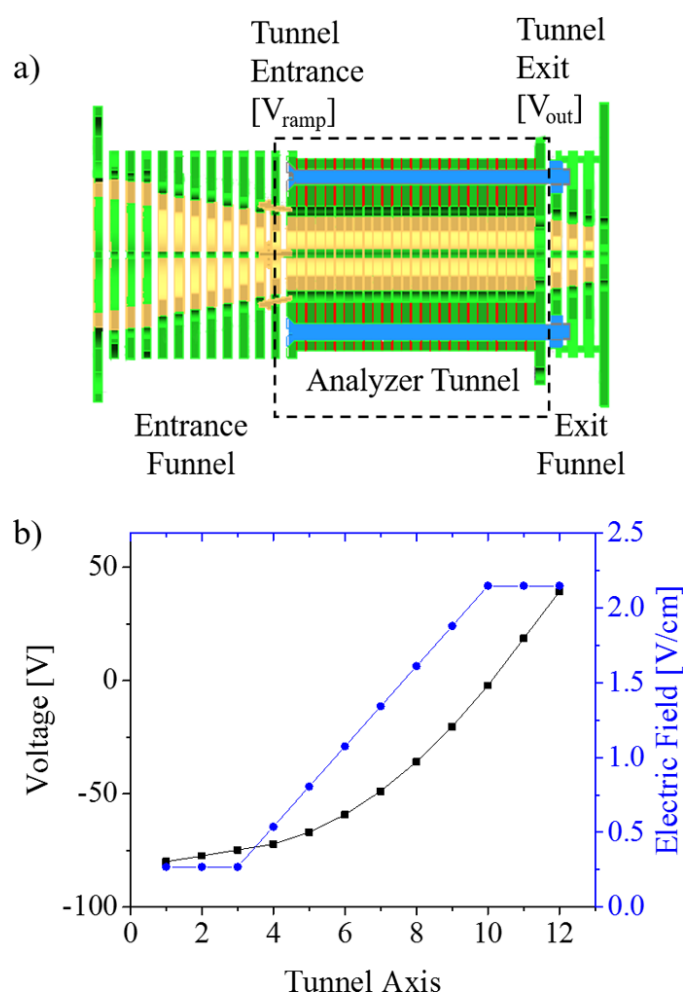 a)
Tunnel
Entrance
[V_ramp]
Tunnel
Exit
[V_out]
Analyzer Tunnel
Entrance
Funnel
Exit
Funnel
b)
Voltage [V]
50
0
-50
-100
Electric Field [V/cm]
2.5
2.0
1.5
1.0
0.5
0.0
0 2 4 6 8 10 12
Tunnel Axis